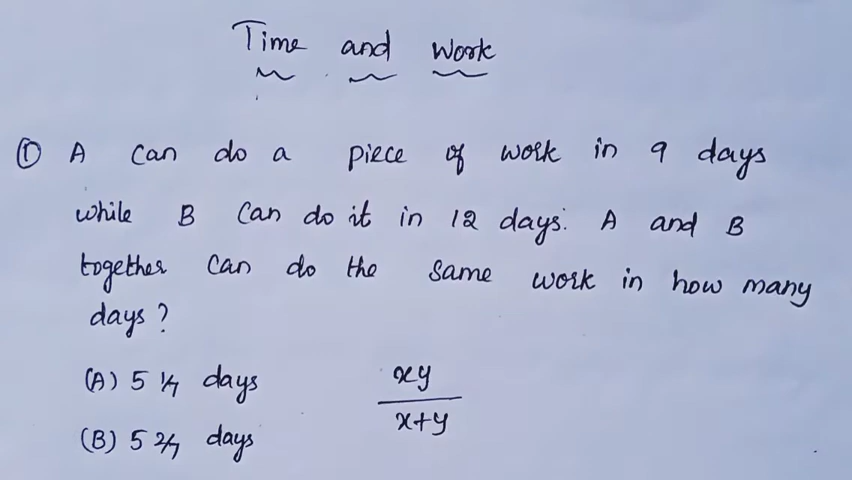 Time and Work
① A can do a piece of work in 9 days
while B can do it in 12 days. A and B
together can do the same work in how many
days?
(A) 5 1/7 days
(B) 5 2/7 days
xy
x+y